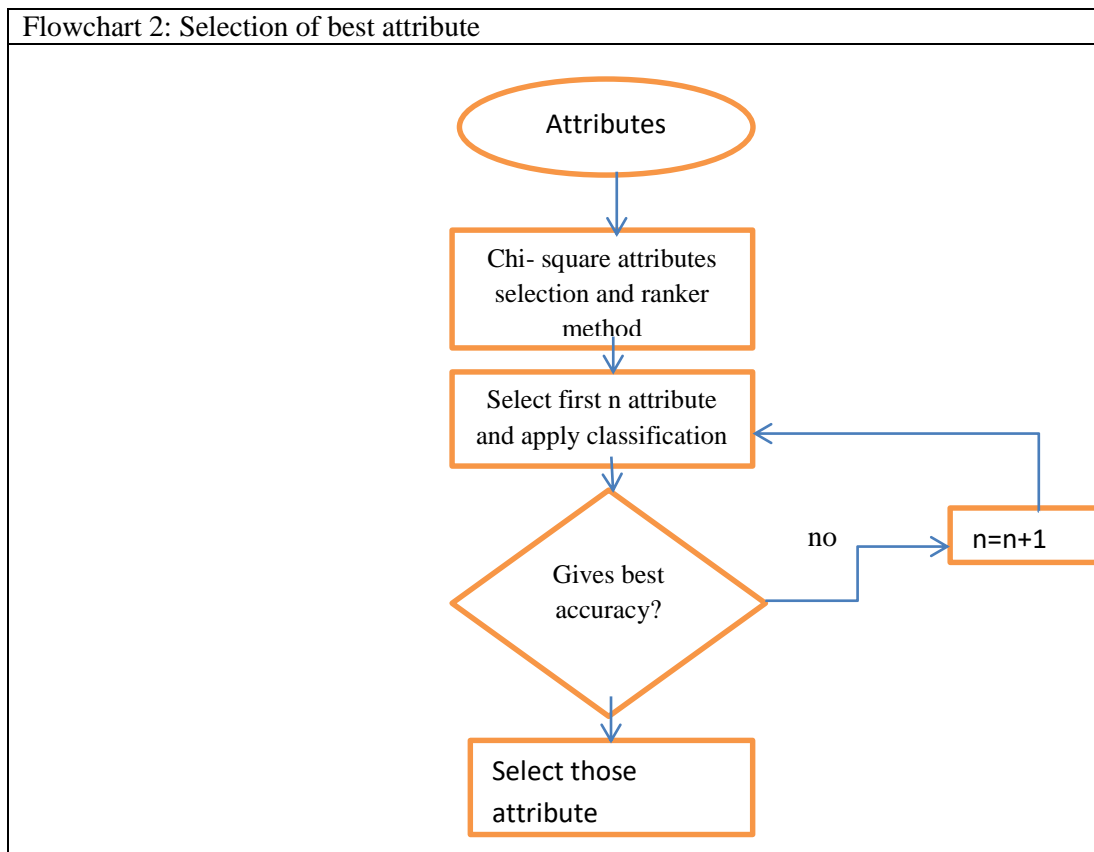 Flowchart 2: Selection of best attribute
Attributes
Chi- square attributes
selection and ranker
method
Select first n attribute
and apply classification
no
n=n+1
Gives best
accuracy?
Select those
attribute